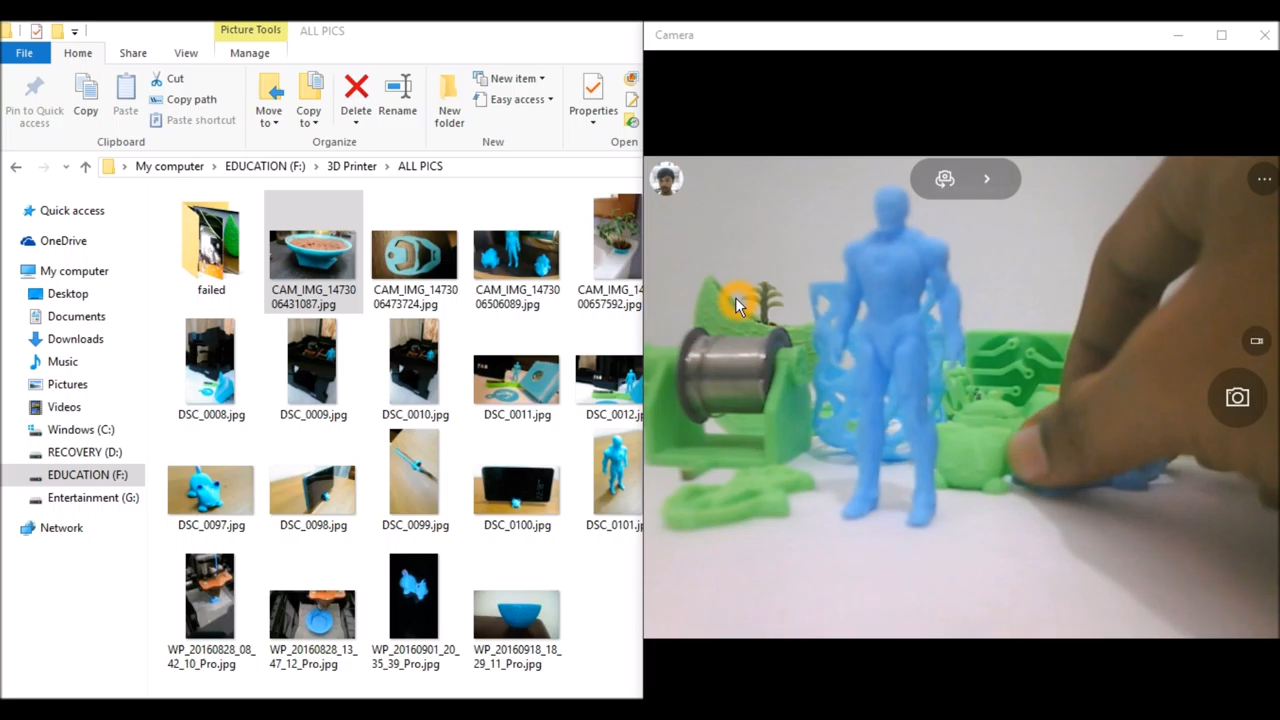 Picture Tools
ALL PICS
Camera
File
Home
Share
View
Manage
Pin to Quick
access
Copy
Paste
Cut
Copy path
Paste shortcut
Move
to
Copy
to
Delete
Rename
New
folder
New item
Easy access
Properties
Clipboard
Organize
New
Open
My computer
EDUCATION (F:)
3D Printer
ALL PICS
Quick access
OneDrive
My computer
Desktop
Documents
Downloads
Music
Pictures
Videos
Windows (C:)
RECOVERY (D:)
EDUCATION (F:)
Entertainment (G:)
Network
failed
CAM_IMG_14730
06431087.jpg
CAM_IMG_14730
06473724.jpg
CAM_IMG_14730
06506089.jpg
CAM_IMG_14
00657592.jpg
DSC_0008.jpg
DSC_0009.jpg
DSC_0010.jpg
DSC_0011.jpg
DSC_0012.
DSC_0097.jpg
DSC_0098.jpg
DSC_0099.jpg
DSC_0100.jpg
DSC_0101.
WP_20160828_08_
42_10_Pro.jpg
WP_20160828_13_
47_12_Pro.jpg
WP_20160901_20_
35_39_Pro.jpg
WP_20160918_18_
29_11_Pro.jpg